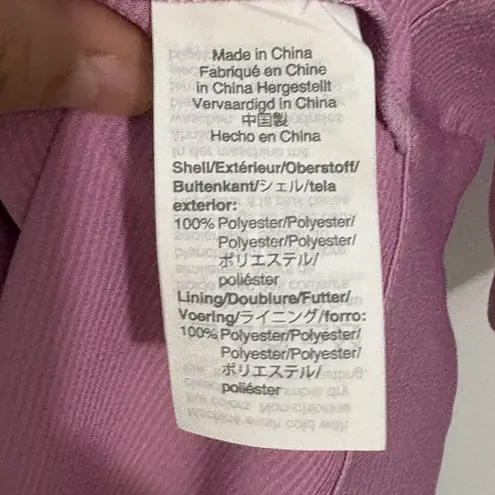 Made in China
Fabriqué en Chine
in China Hergestellt
Vervaardigd in China
中国製
Hecho en China
Shell/Extérieur/Oberstoff/
Buitenkant/シェル/tela
exterior:
100% Polyester/Polyester/
Polyester/Polyester/
ポリエステル/
poliéster
Lining/Doublure/Futter/
Voering/ライニング/forro:
100% Polyester/Polyester/
Polyester/Polyester/
ポリエステル/
poliéster